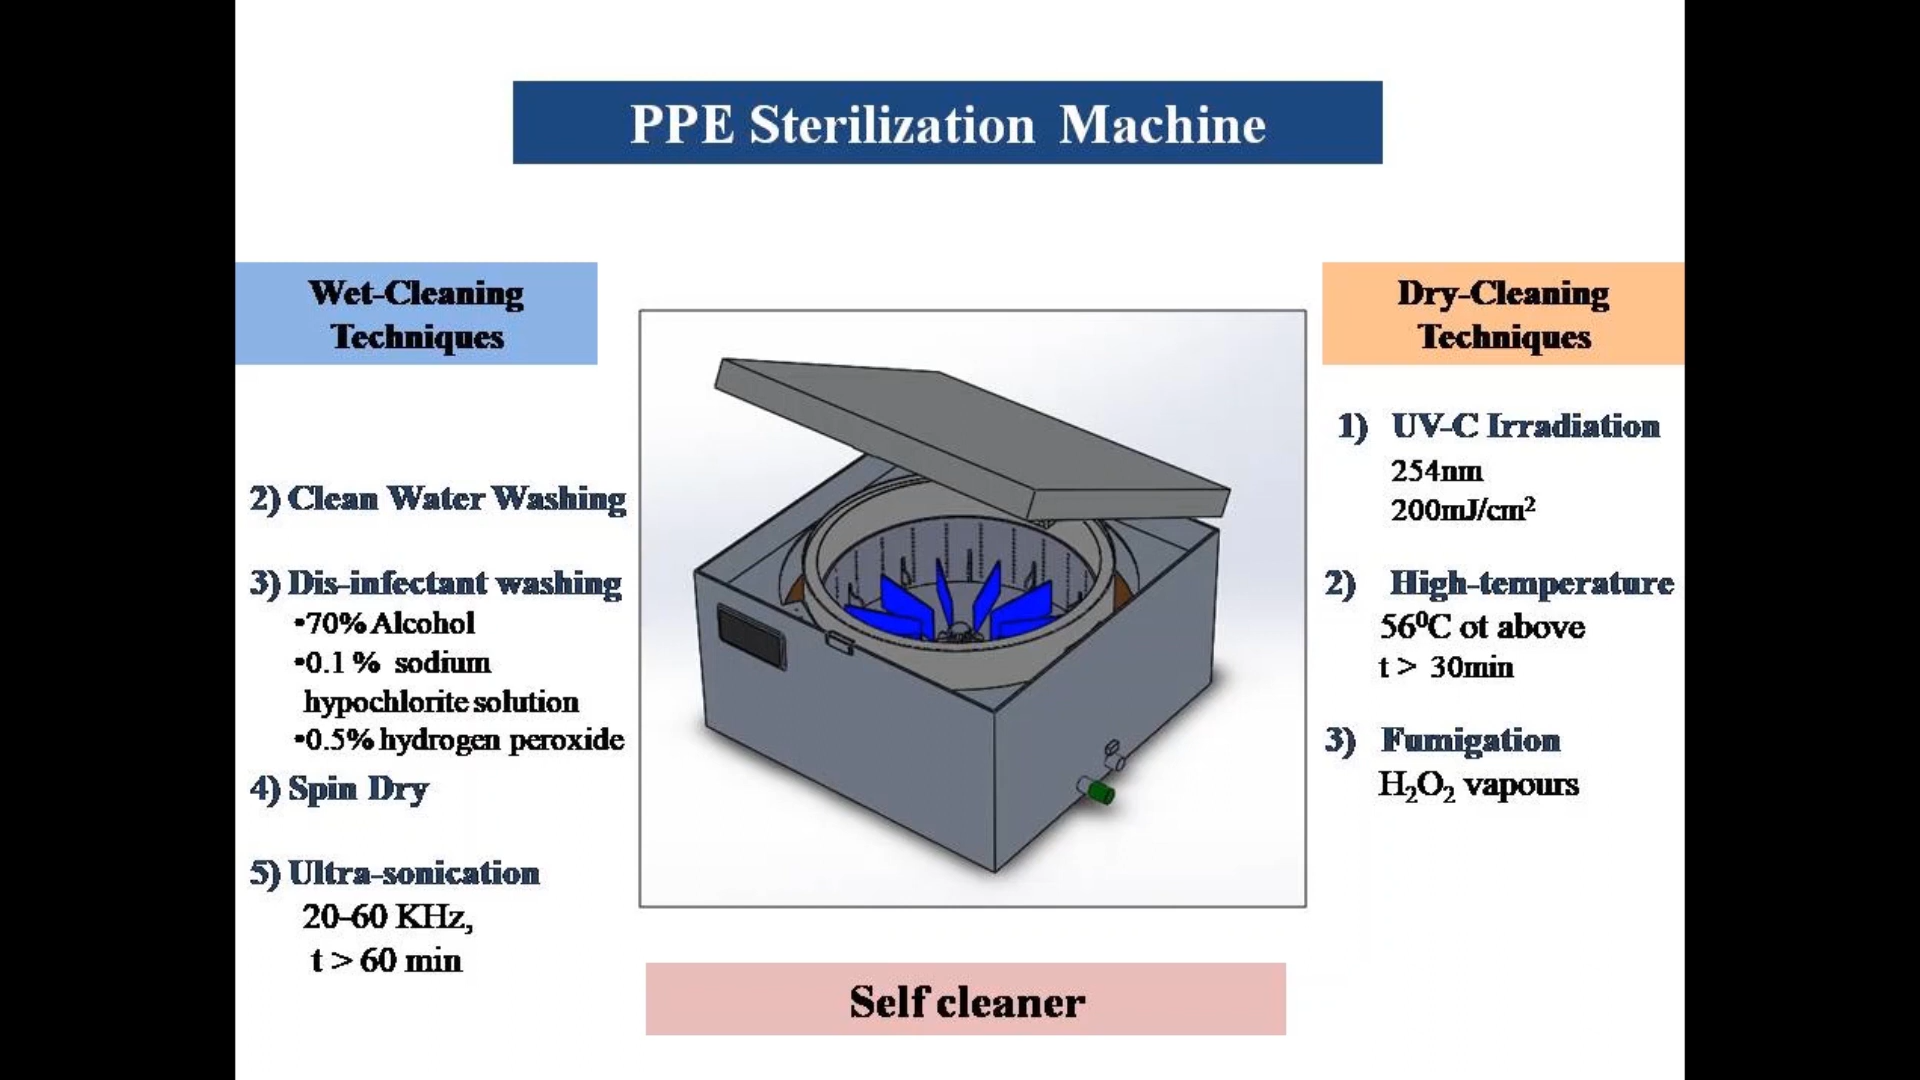 PPE Sterilization Machine
Wet-Cleaning
Techniques
2) Clean Water Washing
3) Dis-infectant washing
•70% Alcohol
•0.1 % sodium
hypochlorite solution
•0.5% hydrogen peroxide
4) Spin Dry
5) Ultra-sonication
20-60 KHz,
t > 60 min
Dry-Cleaning
Techniques
1) UV-C Irradiation
254nm
200mJ/cm²
2) High-temperature
56⁰C ot above
t > 30min
3) Fumigation
H₂O₂ vapours
Self cleaner